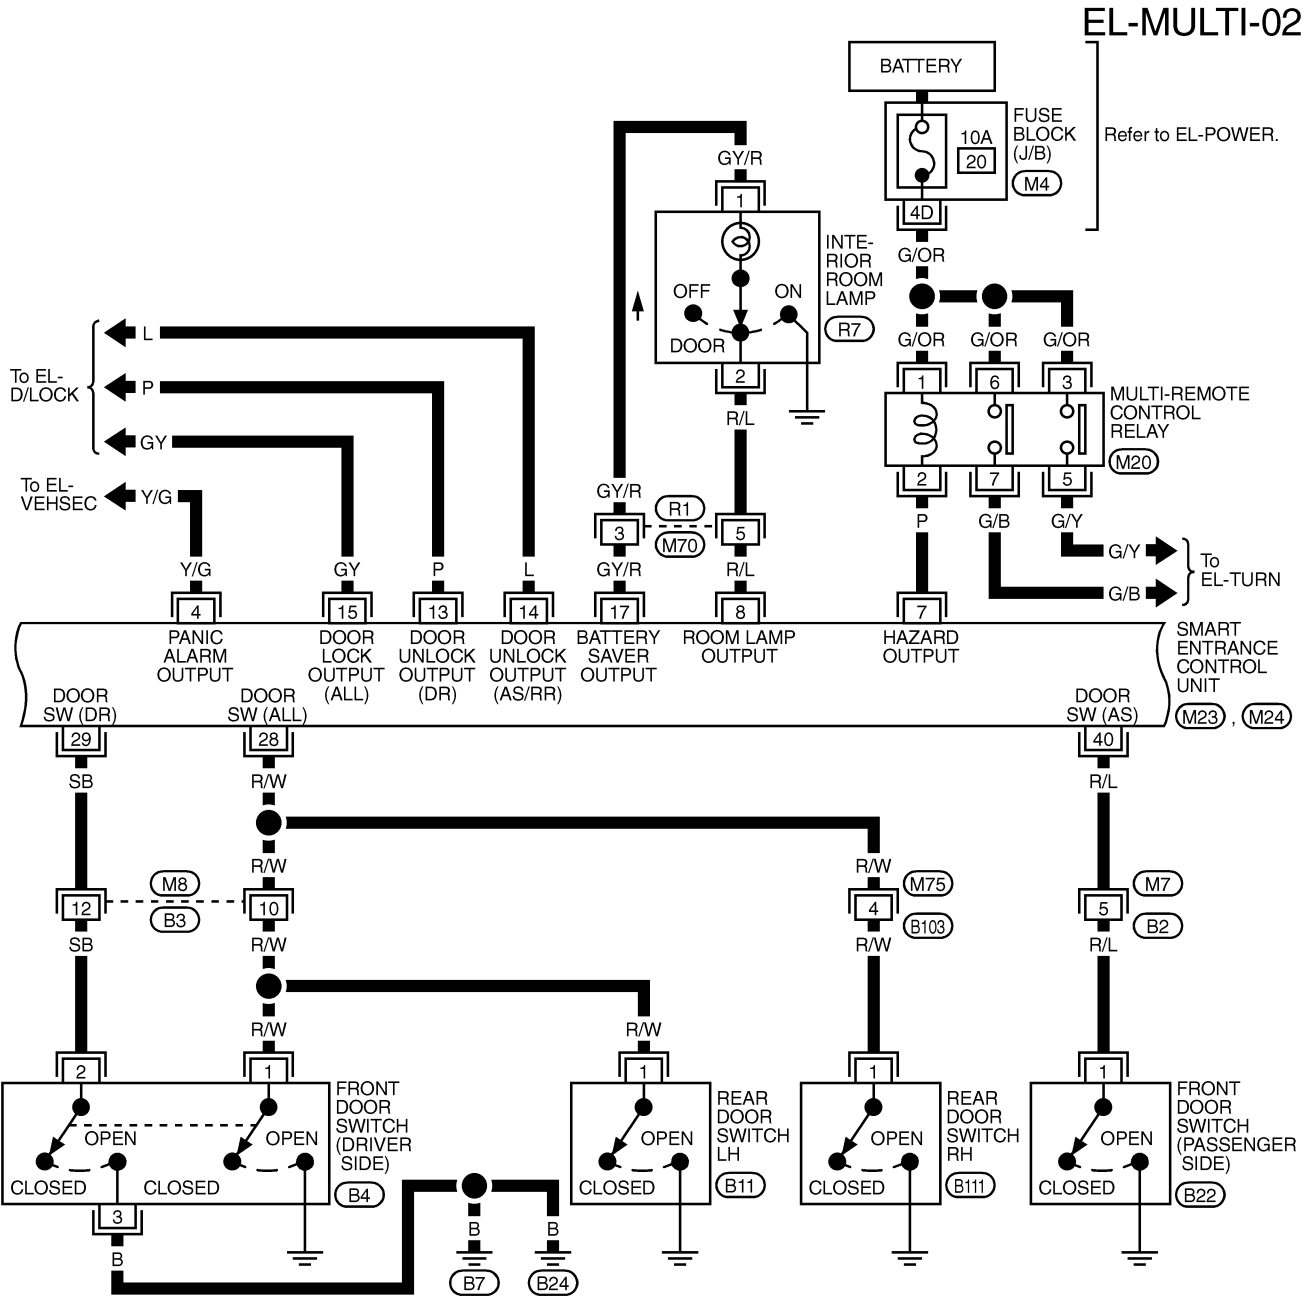 EL-MULTI-02
BATTERY
FUSE
BLOCK
(J/B)
M4
10A
20
4D
Refer to EL-POWER.
G/OR
G/OR
G/OR
G/OR
1
6
3
MULTI-REMOTE
CONTROL
RELAY
M20
2
7
5
P
G/B
G/Y
G/Y
G/B
To
EL-TURN
GY/R
1
INTE-
RIOR
ROOM
LAMP
R7
OFF
ON
DOOR
2
R/L
To EL-
D/LOCK
L
P
GY
To EL-
VEHSEC
Y/G
GY/R
R1
3
5
M70
Y/G
GY
P
L
GY/R
R/L
4
15
13
14
17
8
7
PANIC
ALARM
OUTPUT
DOOR
LOCK
OUTPUT
(ALL)
DOOR
UNLOCK
OUTPUT
(DR)
DOOR
UNLOCK
OUTPUT
(AS/RR)
BATTERY
SAVER
OUTPUT
ROOM LAMP
OUTPUT
HAZARD
OUTPUT
SMART
ENTRANCE
CONTROL
UNIT
M23 , M24
DOOR
SW (DR)
DOOR
SW (ALL)
DOOR
SW (AS)
29
28
40
SB
R/W
R/L
R/W
R/W
M8
M75
M7
12
10
4
5
B3
B103
B2
SB
R/W
R/W
R/L
R/W
R/W
2
1
1
1
1
OPEN
CLOSED
OPEN
CLOSED
FRONT
DOOR
SWITCH
(DRIVER
SIDE)
B4
OPEN
CLOSED
REAR
DOOR
SWITCH
LH
B11
OPEN
CLOSED
REAR
DOOR
SWITCH
RH
B111
OPEN
CLOSED
FRONT
DOOR
SWITCH
(PASSENGER
SIDE)
B22
3
B
B
B
B7
B24